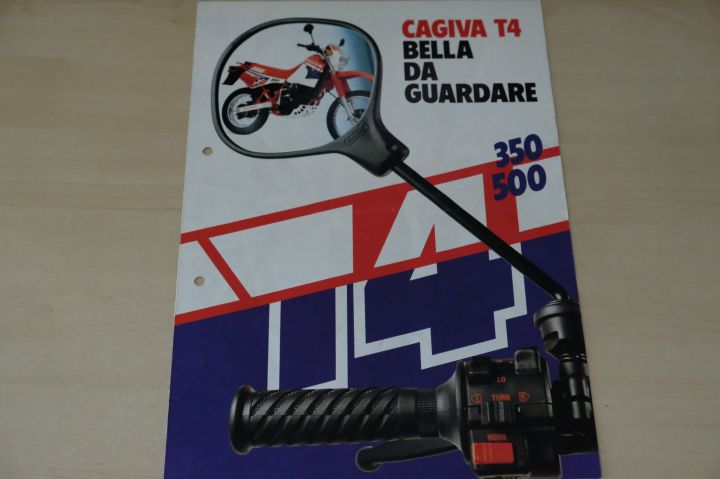 CAGIVA T4
BELLA
DA
GUARDARE
350
500
T4
LO
L TURN R
HORN